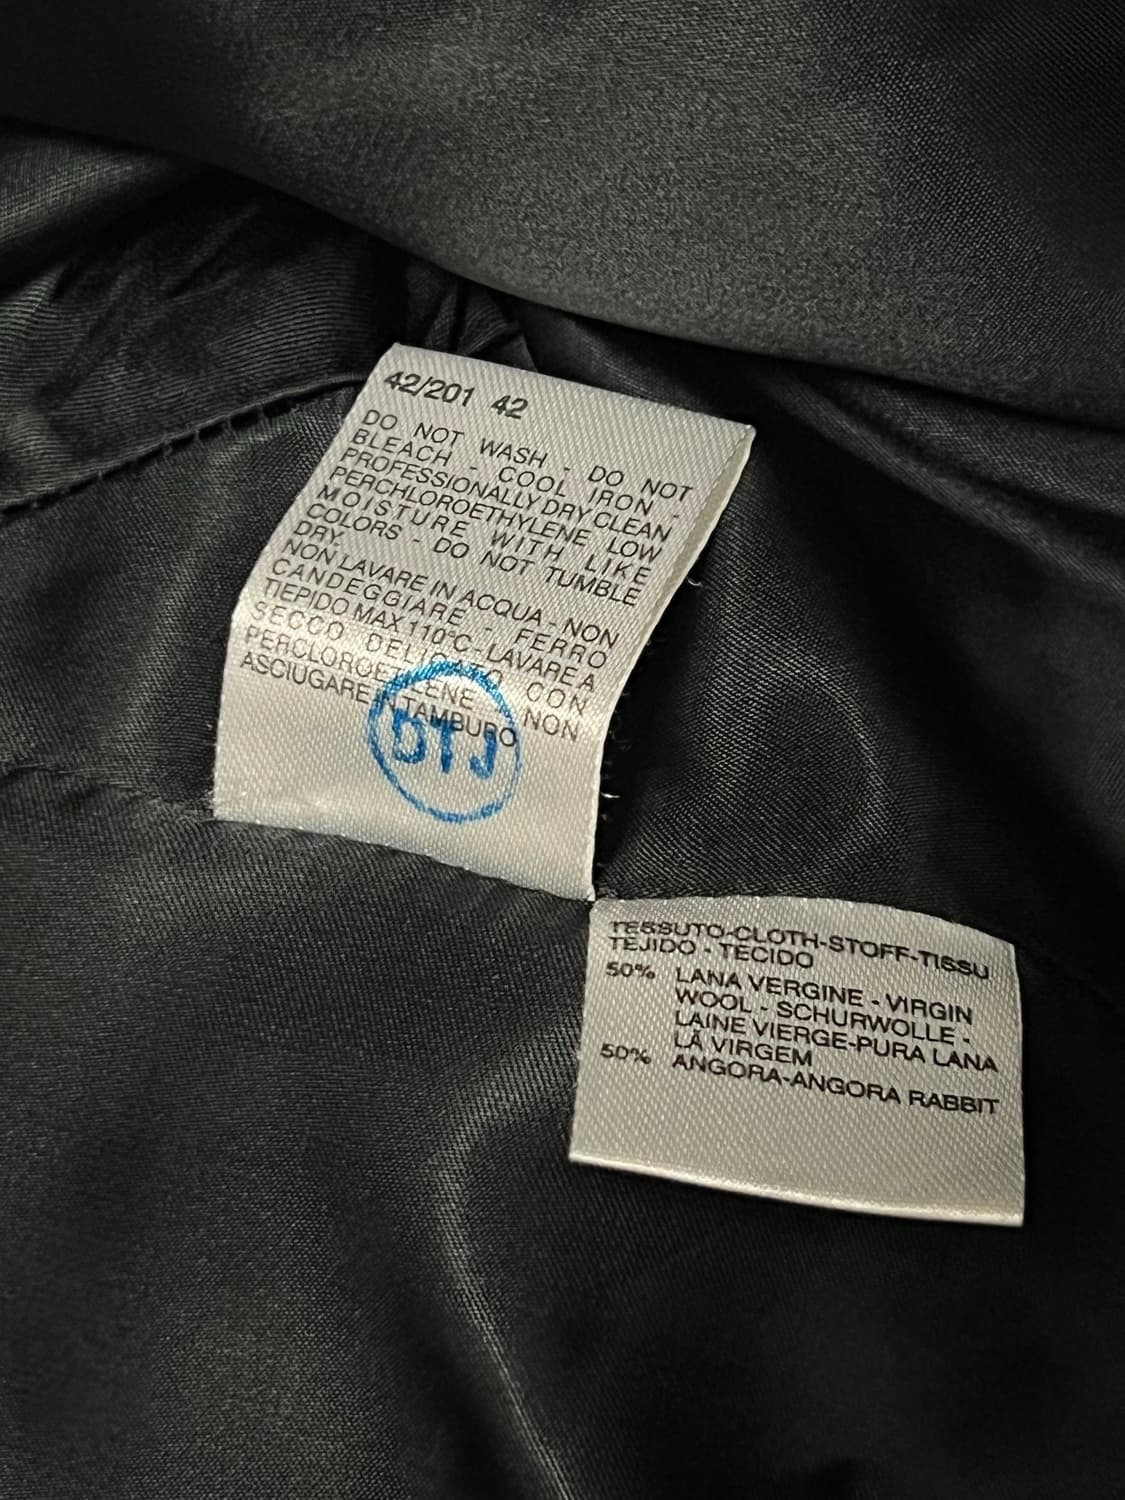 42/201 42
DO NOT WASH - DO NOT
BLEACH - COOL IRON -
PROFESSIONALLY DRY CLEAN
PERCHLOROETHYLENE LOW
MOISTURE WITH LIKE
COLORS - DO NOT TUMBLE
DRY.
NON LAVARE IN ACQUA - NON
CANDEGGIARE - FERRO
TIEPIDO MAX 110°C - LAVARE A
SECCO DELICATO CON
PERCLOROETILENE - NON
ASCIUGARE IN TAMBURO
TESSUTO-CLOTH-STOFF-TISSU
TEJIDO - TECIDO
50% LANA VERGINE - VIRGIN
WOOL - SCHURWOLLE -
LAINE VIERGE-PURA LANA
LÃ VIRGEM
50% ANGORA-ANGORA RABBIT